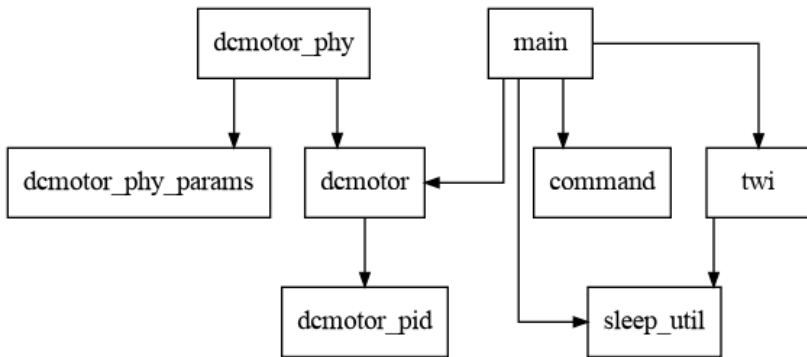 dcmotor_phy
main
dcmotor_phy_params
dcmotor
command
twi
dcmotor_pid
sleep_util